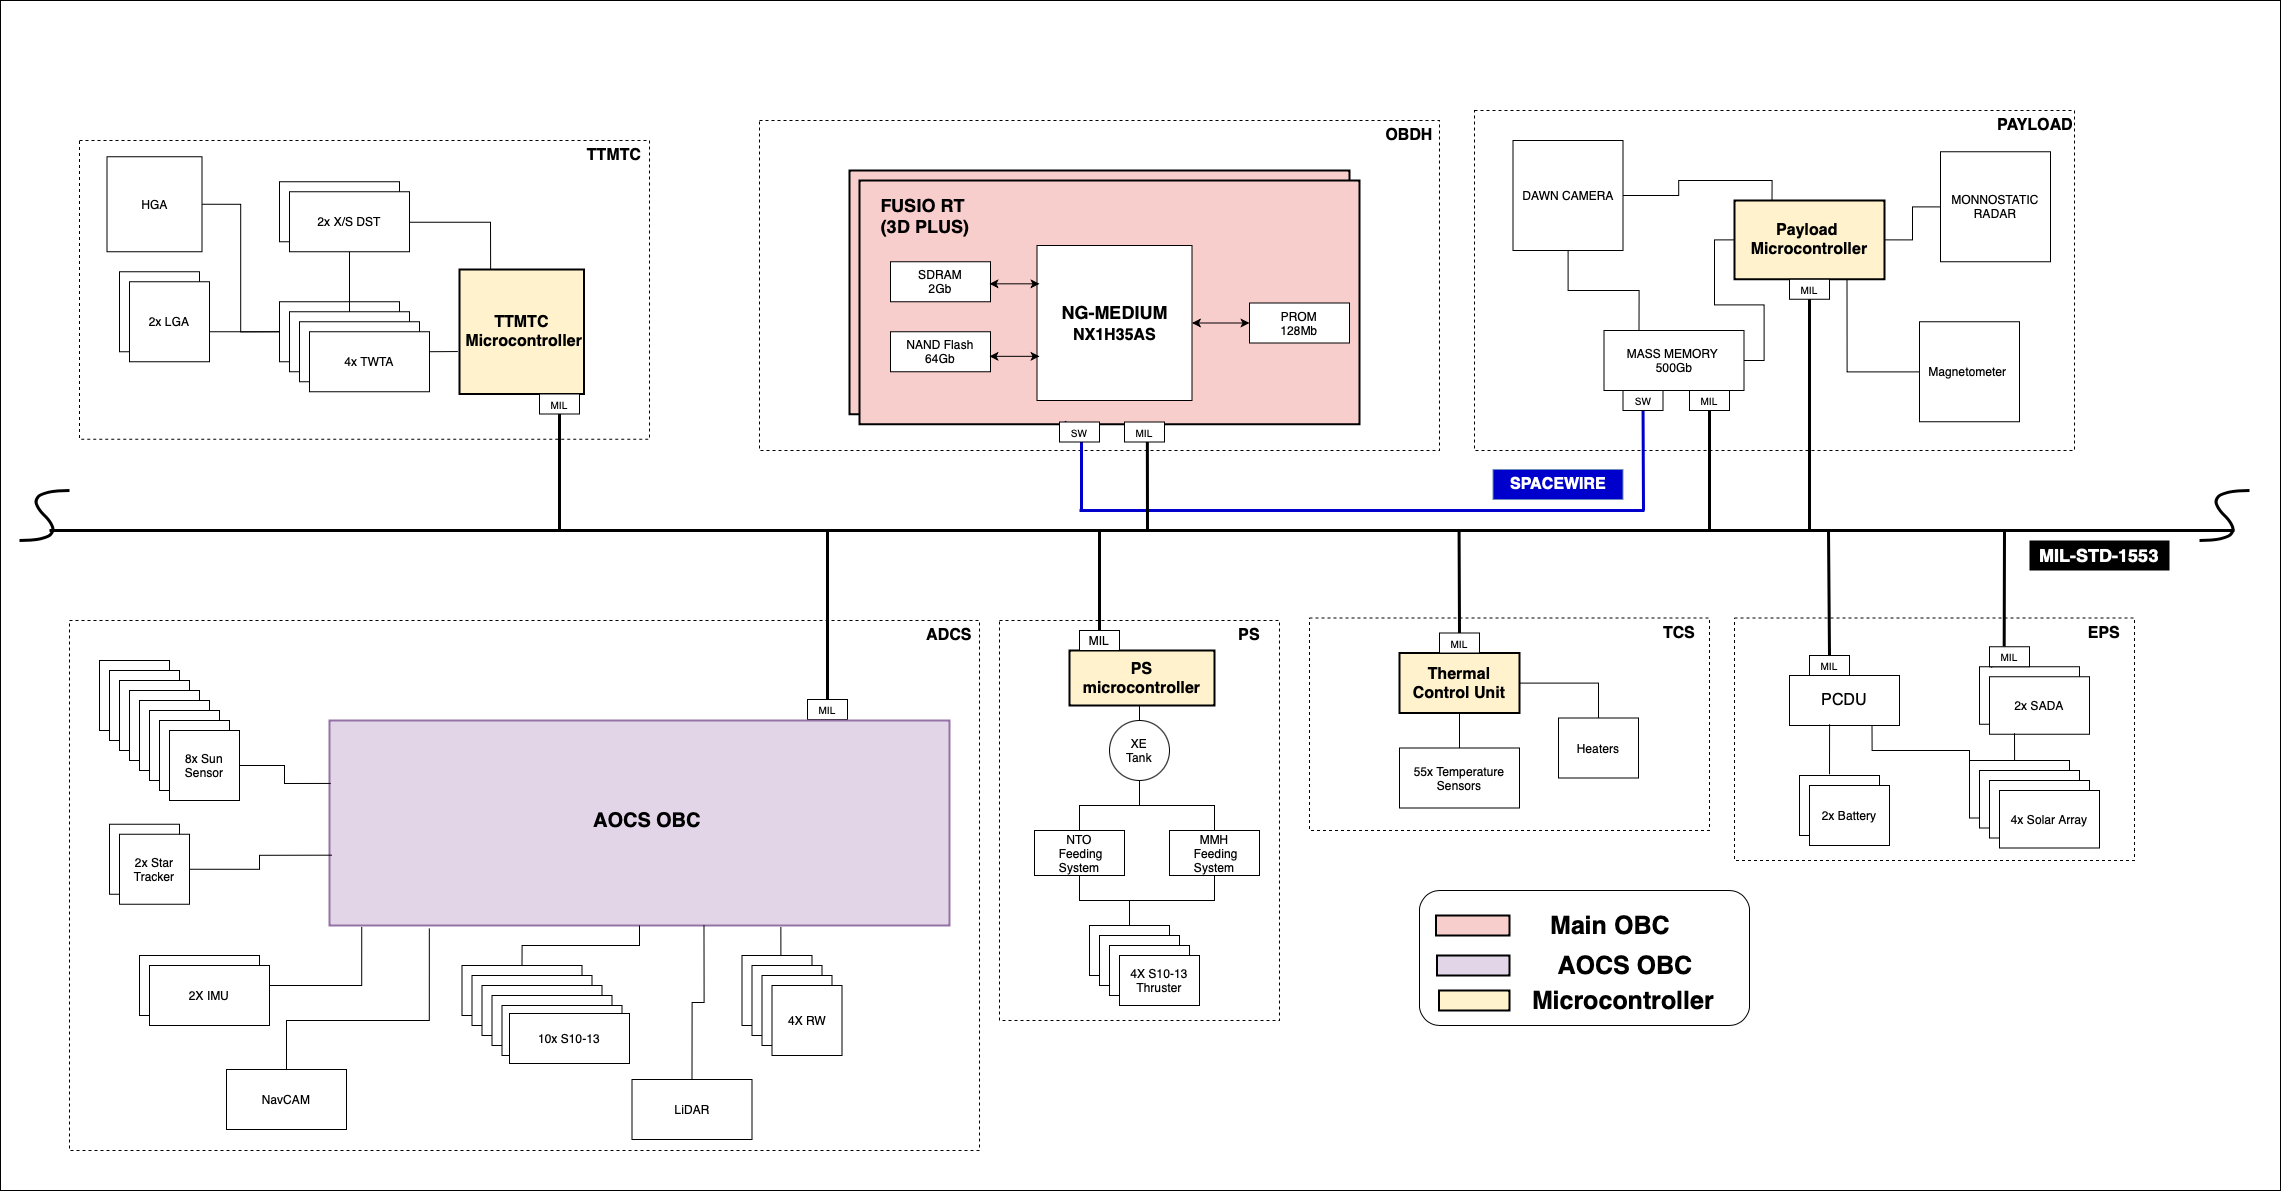 TTMTC
HGA
2x X/S DST
2x LGA
4x TWTA
TTMTC
Microcontroller
MIL
OBDH
FUSIO RT
(3D PLUS)
SDRAM
2Gb
NAND Flash
64Gb
NG-MEDIUM
NX1H35AS
PROM
128Mb
SW
MIL
PAYLOAD
DAWN CAMERA
Payload
Microcontroller
MIL
MONNOSTATIC
RADAR
MASS MEMORY
500Gb
SW
MIL
Magnetometer
SPACEWIRE
MIL-STD-1553
ADCS
MIL
8x Sun
Sensor
AOCS OBC
2x Star
Tracker
2X IMU
NavCAM
10x S10-13
LiDAR
4X RW
PS
MIL
PS
microcontroller
XE
Tank
NTO
Feeding
System
MMH
Feeding
System
4X S10-13
Thruster
TCS
MIL
Thermal
Control Unit
55x Temperature
Sensors
Heaters
EPS
MIL
PCDU
MIL
2x SADA
2x Battery
4x Solar Array
Main OBC
AOCS OBC
Microcontroller